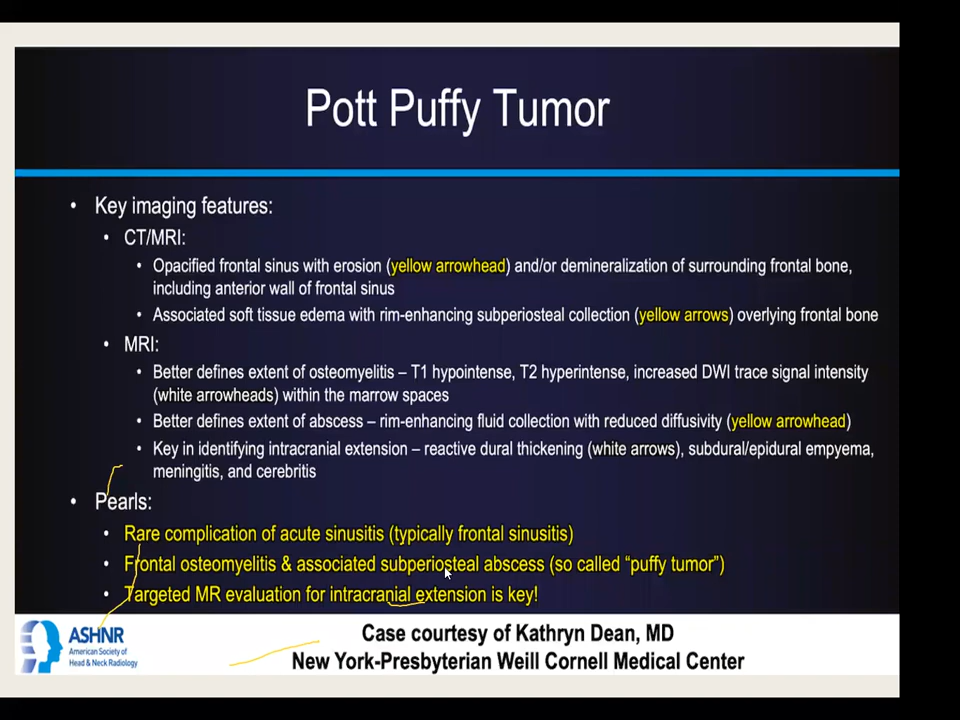 Pott Puffy Tumor
• Key imaging features:
• CT/MRI:
• Opacified frontal sinus with erosion (yellow arrowhead) and/or demineralization of surrounding frontal bone,
including anterior wall of frontal sinus
• Associated soft tissue edema with rim-enhancing subperiosteal collection (yellow arrows) overlying frontal bone
• MRI:
• Better defines extent of osteomyelitis – T1 hypointense, T2 hyperintense, increased DWI trace signal intensity
(white arrowheads) within the marrow spaces
• Better defines extent of abscess – rim-enhancing fluid collection with reduced diffusivity (yellow arrowhead)
• Key in identifying intracranial extension – reactive dural thickening (white arrows), subdural/epidural empyema,
meningitis, and cerebritis
• Pearls:
• Rare complication of acute sinusitis (typically frontal sinusitis)
• Frontal osteomyelitis & associated subperiosteal abscess (so called “puffy tumor”)
• Targeted MR evaluation for intracranial extension is key!
ASHNR
American Society of
Head & Neck Radiology
Case courtesy of Kathryn Dean, MD
New York-Presbyterian Weill Cornell Medical Center